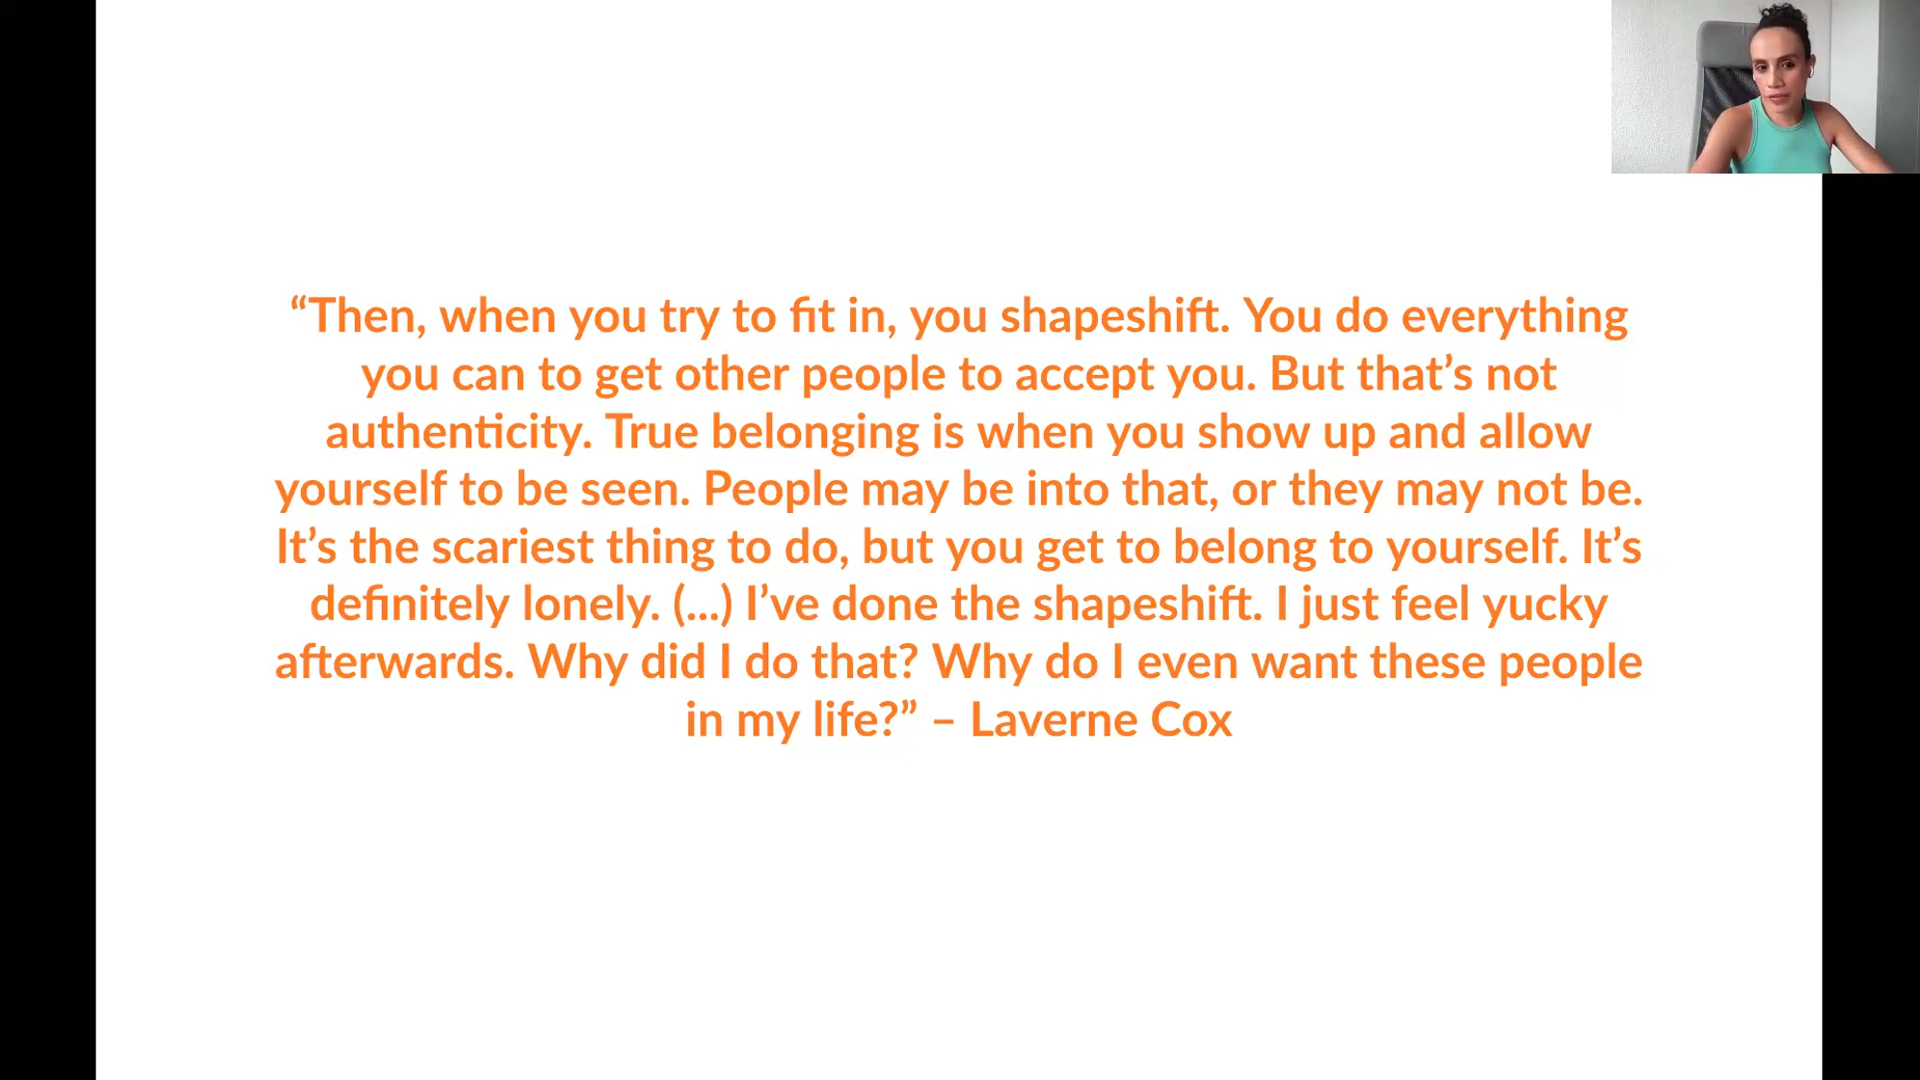 “Then, when you try to fit in, you shapeshift. You do everything
you can to get other people to accept you. But that’s not
authenticity. True belonging is when you show up and allow
yourself to be seen. People may be into that, or they may not be.
It’s the scariest thing to do, but you get to belong to yourself. It’s
definitely lonely. (...) I’ve done the shapeshift. I just feel yucky
afterwards. Why did I do that? Why do I even want these people
in my life?” – Laverne Cox